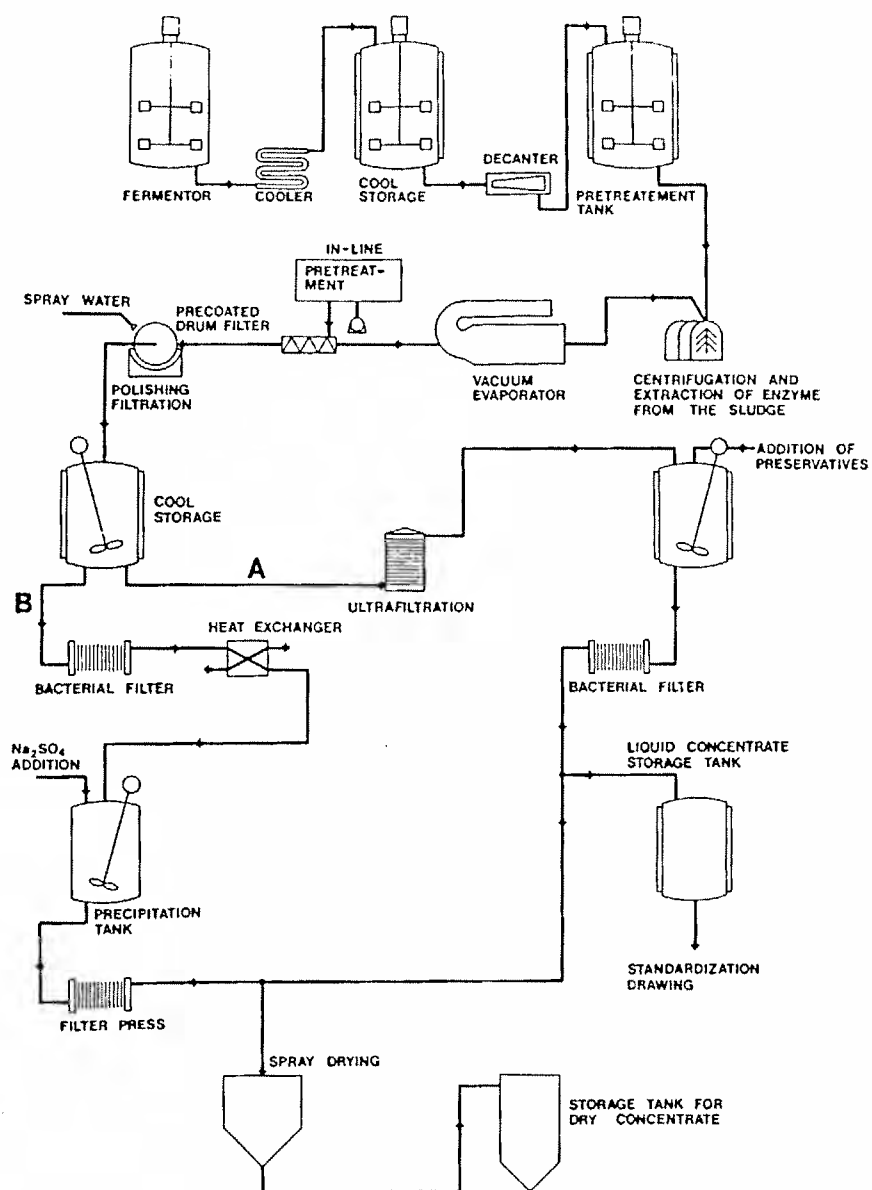 FERMENTOR
COOLER
COOL
STORAGE
DECANTER
PRETREATEMENT
TANK
IN-LINE
PRETREAT-
MENT
SPRAY WATER
PRECOATED
DRUM FILTER
POLISHING
FILTRATION
VACUUM
EVAPORATOR
CENTRIFUGATION AND
EXTRACTION OF ENZYME
FROM THE SLUDGE
COOL
STORAGE
ADDITION OF
PRESERVATIVES
A
ULTRAFILTRATION
B
HEAT EXCHANGER
BACTERIAL FILTER
BACTERIAL FILTER
Na₂SO₄
ADDITION
LIQUID CONCENTRATE
STORAGE TANK
PRECIPITATION
TANK
STANDARDIZATION
DRAWING
FILTER PRESS
SPRAY DRYING
STORAGE TANK FOR
DRY CONCENTRATE